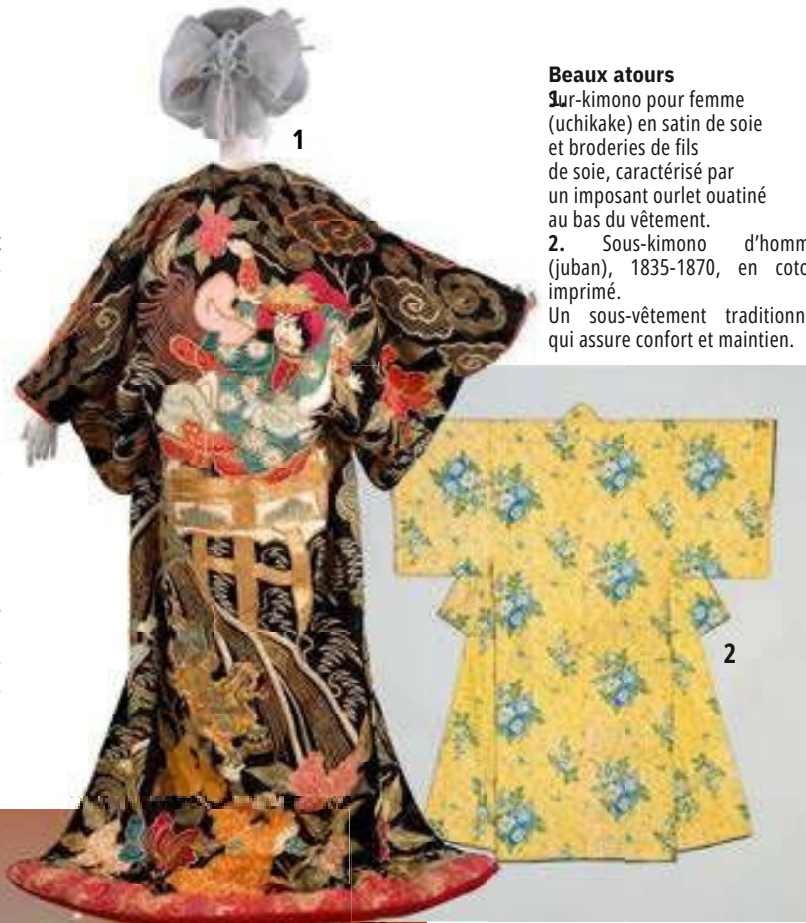 Beaux atours
1. Sur-kimono pour femme
(uchikake) en satin de soie
et broderies de fils
de soie, caractérisé par
un imposant ourlet ouatiné
au bas du vêtement.
2. Sous-kimono d'homm
(juban), 1835-1870, en coto
imprimé.
Un sous-vêtement traditionn
qui assure confort et maintien.
1
2